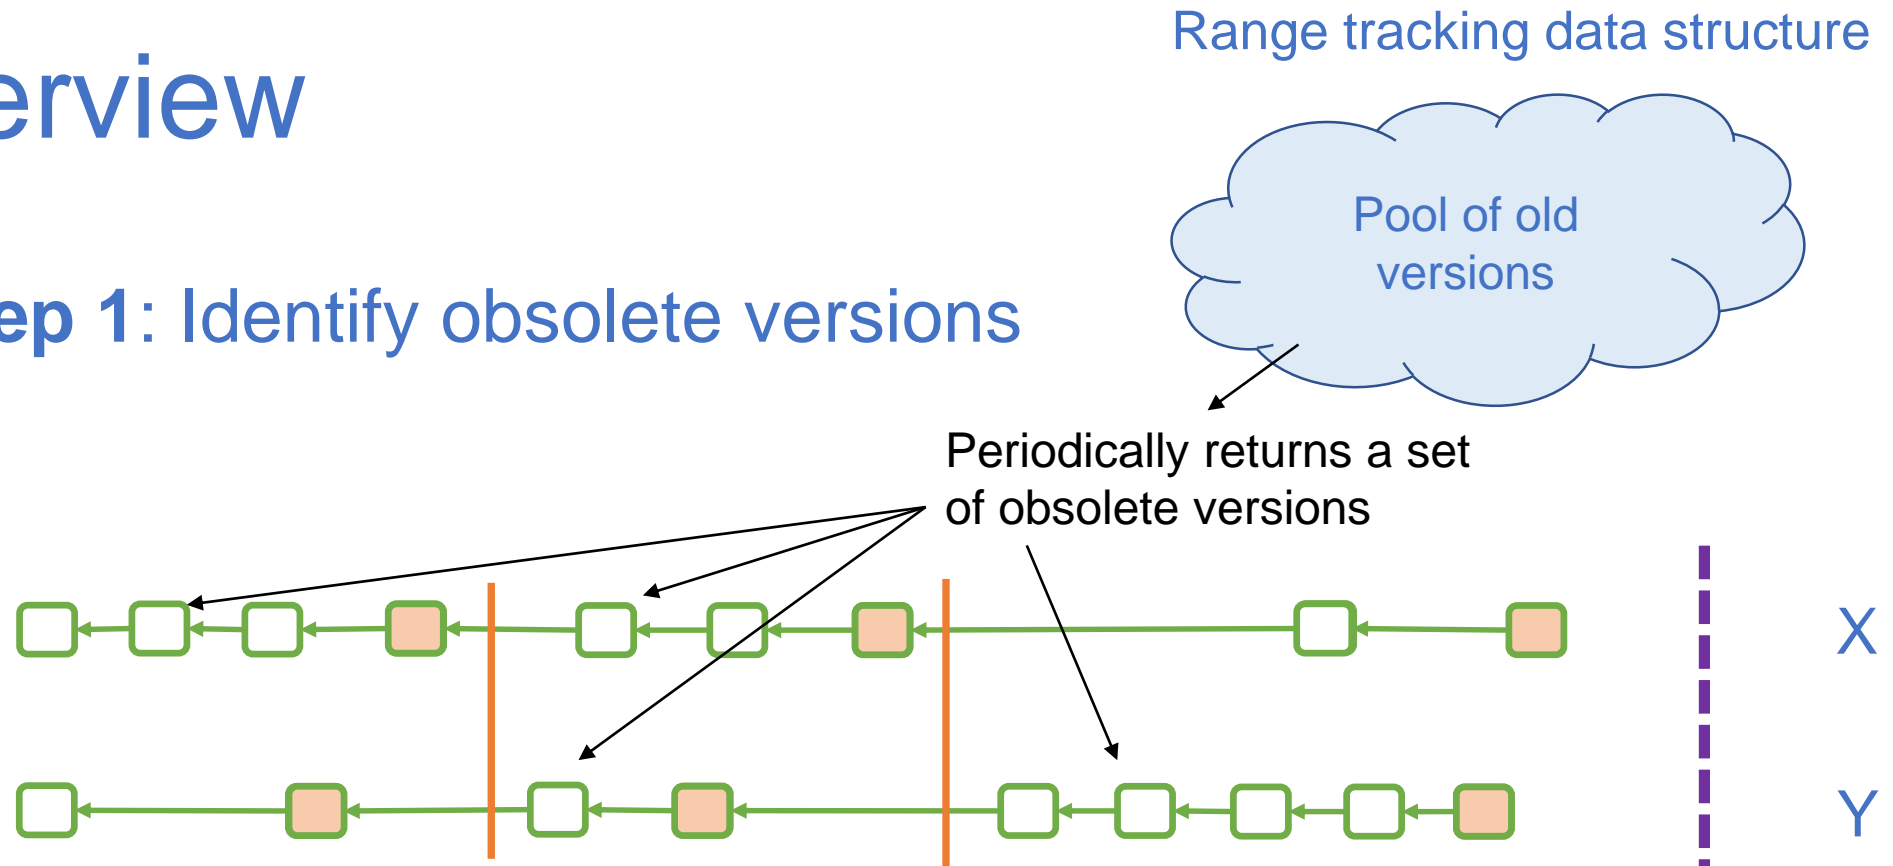 Range tracking data structure
erview
Pool of old
versions
ep 1: Identify obsolete versions
Periodically returns a set
of obsolete versions
X
Y